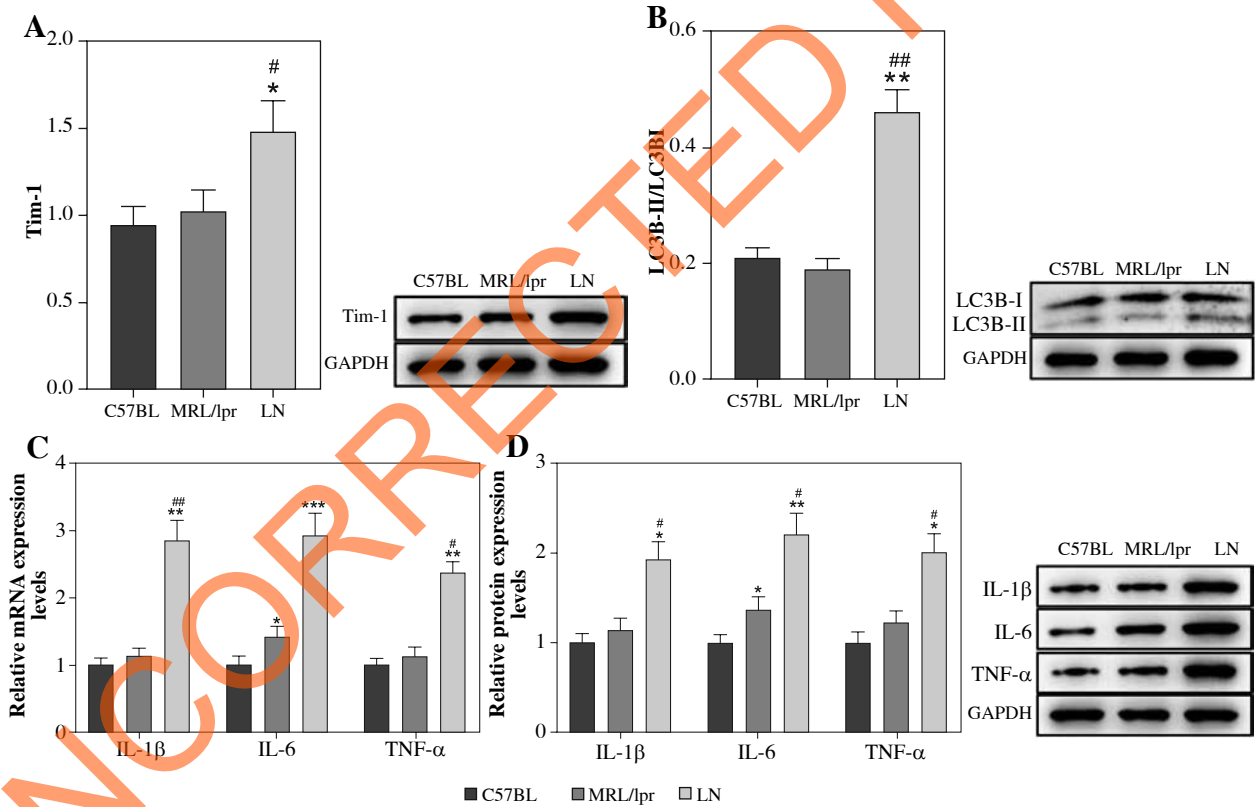 A
2.0
1.5
1.0
0.5
0.0
Tim-1
#
*
C57BL MRL/lpr LN
C57BL MRL/lpr LN
Tim-1
GAPDH
B
0.6
0.4
0.2
0.0
LC3B-II/LC3BI
##
**
C57BL MRL/lpr LN
C57BL MRL/lpr LN
LC3B-I
LC3B-II
GAPDH
C
4
3
2
1
0
Relative mRNA expression
levels
##
**
*
***
#
**
IL-1β IL-6 TNF-α
D
3
2
1
0
Relative protein expression
levels
#
*
*
#
**
#
*
IL-1β IL-6 TNF-α
C57BL MRL/lpr LN
IL-1β
IL-6
TNF-α
GAPDH
C57BL MRL/lpr LN
NCORRECTED